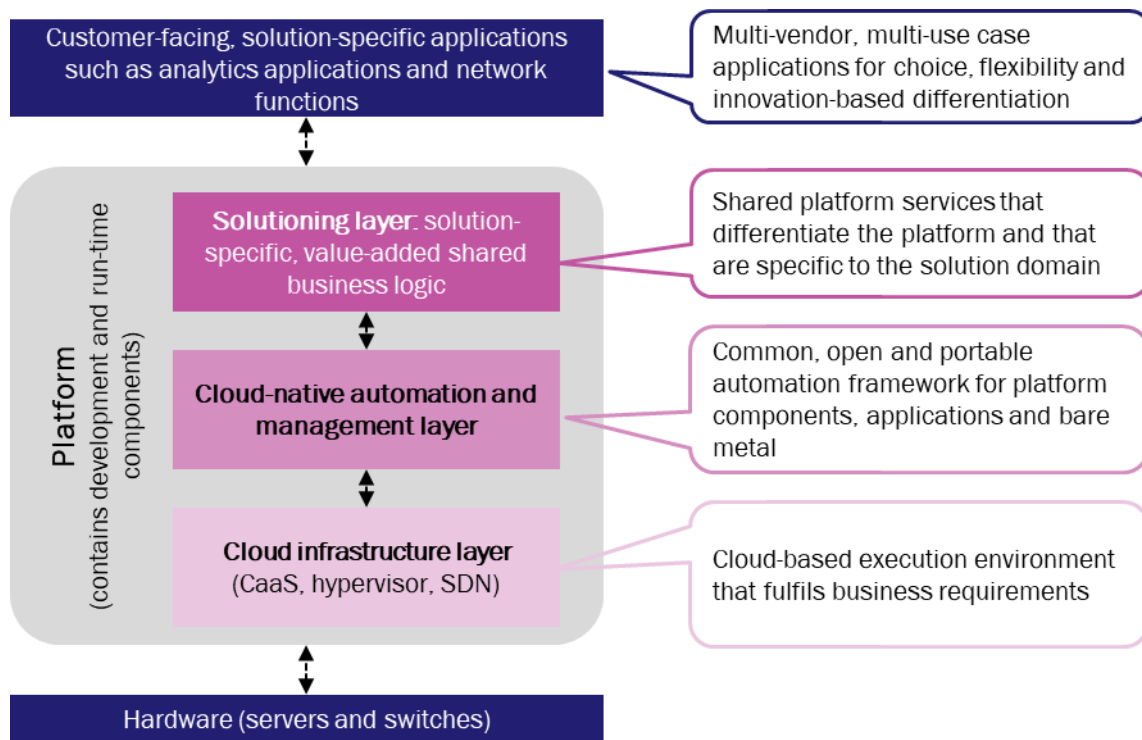 Customer-facing, solution-specific applications
such as analytics applications and network
functions
Multi-vendor, multi-use case
applications for choice, flexibility and
innovation-based differentiation
Platform
(contains development and run-time
components)
Solutioning layer: solution-
specific, value-added shared
business logic
Shared platform services that
differentiate the platform and that
are specific to the solution domain
Cloud-native automation and
management layer
Common, open and portable
automation framework for platform
components, applications and bare
metal
Cloud infrastructure layer
(CaaS, hypervisor, SDN)
Cloud-based execution environment
that fulfils business requirements
Hardware (servers and switches)